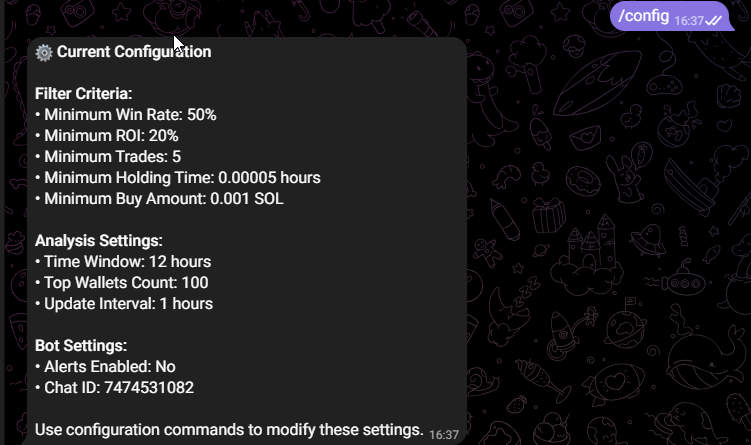 /config 16:37
⚙️ Current Configuration
Filter Criteria:
• Minimum Win Rate: 50%
• Minimum ROI: 20%
• Minimum Trades: 5
• Minimum Holding Time: 0.00005 hours
• Minimum Buy Amount: 0.001 SOL
Analysis Settings:
• Time Window: 12 hours
• Top Wallets Count: 100
• Update Interval: 1 hours
Bot Settings:
• Alerts Enabled: No
• Chat ID: 7474531082
Use configuration commands to modify these settings. 16:37